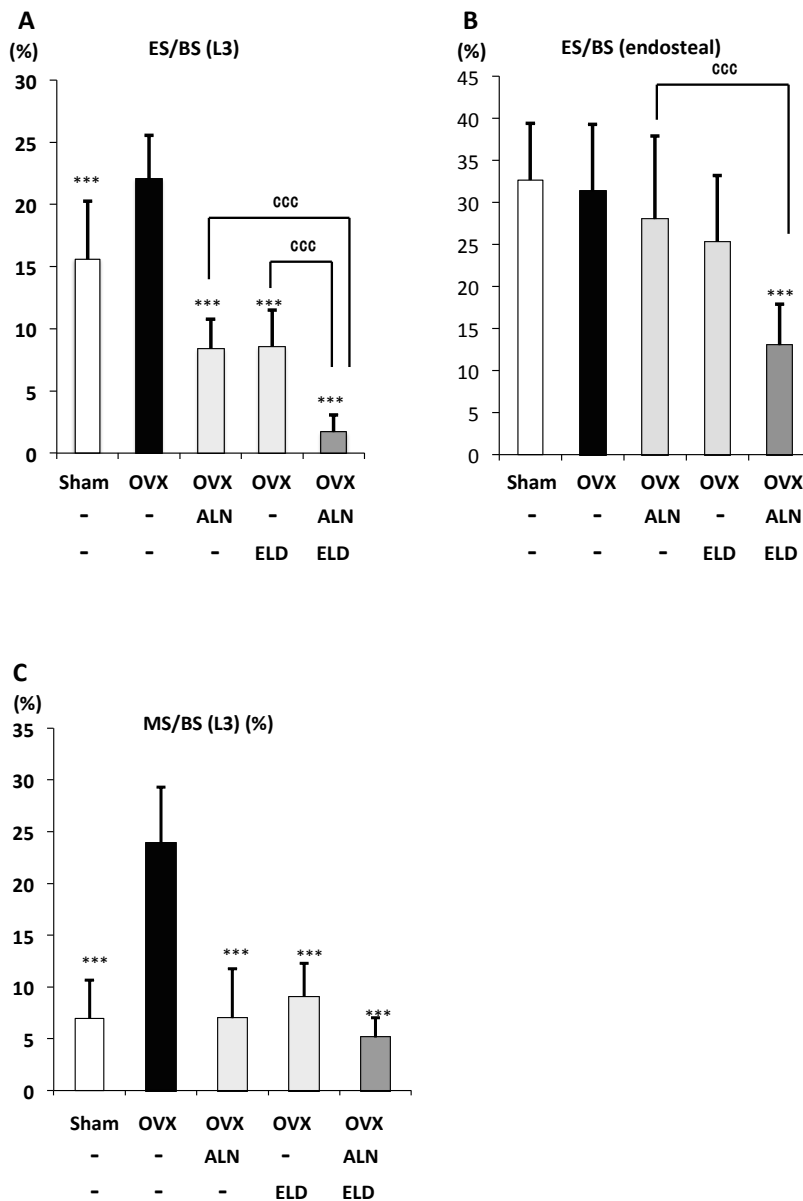 A
(%)
ES/BS (L3)
30
25
20
15
10
5
0
***
***
***
***
ccc
ccc
Sham OVX OVX OVX OVX
- - ALN - ALN
- - - ELD ELD
B
(%)
ES/BS (endosteal)
45
40
35
30
25
20
15
10
5
0
ccc
***
Sham OVX OVX OVX OVX
- - ALN - ALN
- - - ELD ELD
C
(%)
MS/BS (L3) (%)
35
30
25
20
15
10
5
0
***
***
***
***
Sham OVX OVX OVX OVX
- - ALN - ALN
- - - ELD ELD